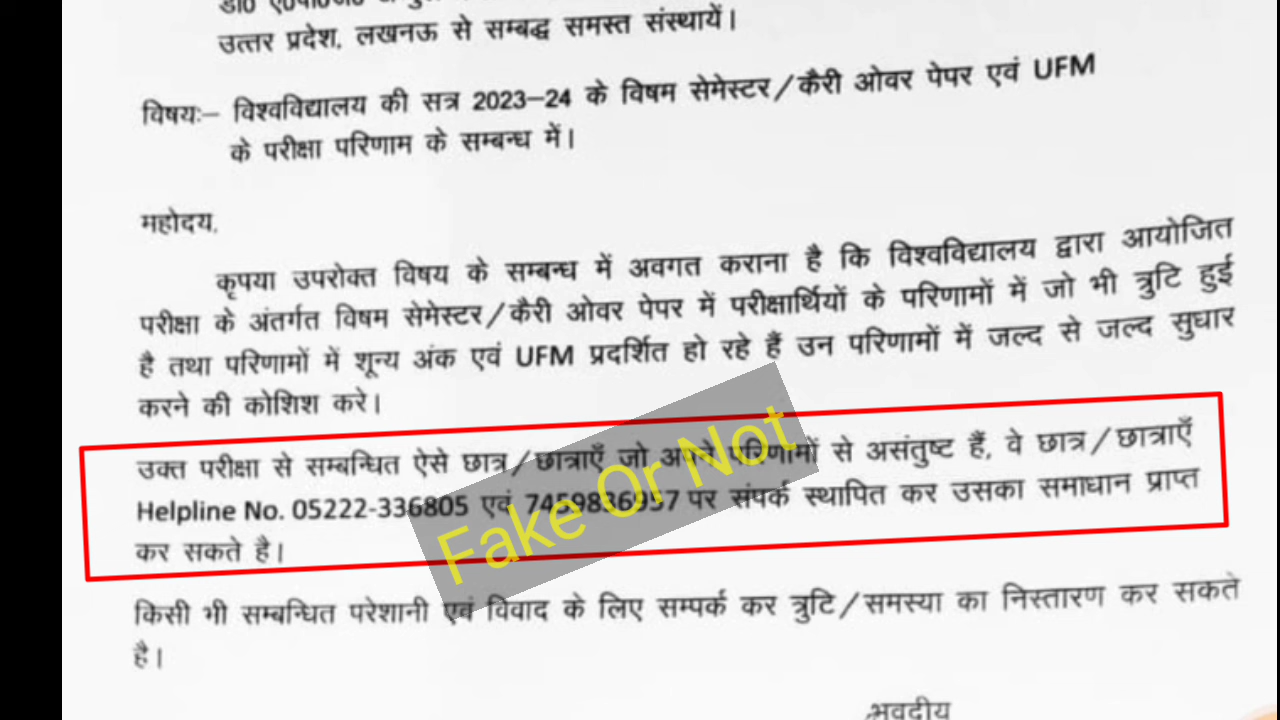 उत्तर प्रदेश, लखनऊ से सम्बद्ध समस्त संस्थायें।
विषयः– विश्वविद्यालय की सत्र 2023–24 के विषम सेमेस्टर/कैरी ओवर पेपर एवं UFM
के परीक्षा परिणाम के सम्बन्ध में।
महोदय,
कृपया उपरोक्त विषय के सम्बन्ध में अवगत कराना है कि विश्वविद्यालय द्वारा आयोजित
परीक्षा के अंतर्गत विषम सेमेस्टर/कैरी ओवर पेपर में परीक्षार्थियों के परिणामों में जो भी त्रुटि हुई
है तथा परिणामों में शून्य अंक एवं UFM प्रदर्शित हो रहे हैं उन परिणामों में जल्द से जल्द सुधार
करने की कोशिश करे।
उक्त परीक्षा से सम्बन्धित ऐसे छात्र/छात्राएँ जो अपने परिणामों से असंतुष्ट हैं, वे छात्र/छात्राएँ
Helpline No. 05222-336805 एवं 7459836957 पर संपर्क स्थापित कर उसका समाधान प्राप्त
कर सकते है।
Fake Or Not
किसी भी सम्बन्धित परेशानी एवं विवाद के लिए सम्पर्क कर त्रुटि/समस्या का निस्तारण कर सकते
है।
भवदीय